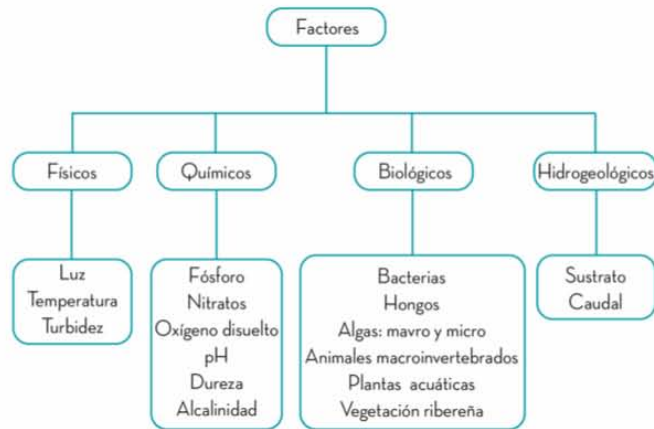 Factores
Físicos
Químicos
Biológicos
Hidrogeológicos
Luz
Temperatura
Turbidez
Fósforo
Nitratos
Oxígeno disuelto
pH
Dureza
Alcalinidad
Bacterias
Hongos
Algas: mavro y micro
Animales macroinvertebrados
Plantas acuáticas
Vegetación ribereña
Sustrato
Caudal